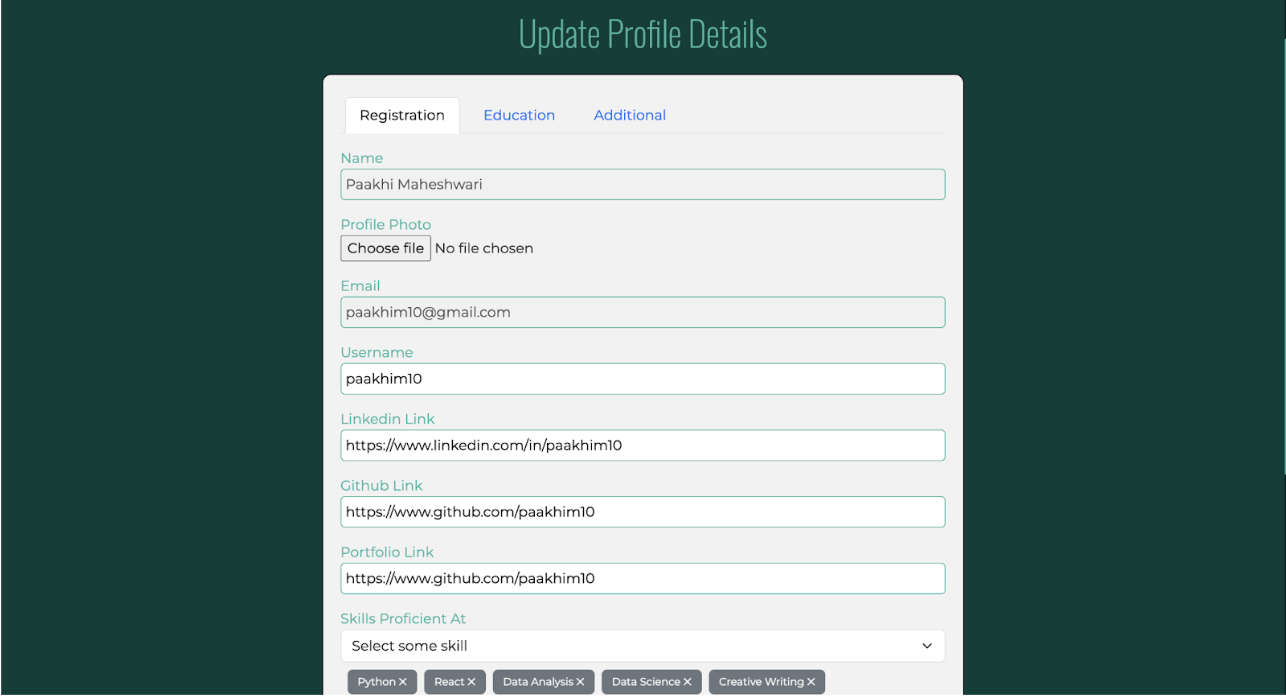 Update Profile Details
Registration Education Additional
Name
Paakhi Maheshwari
Profile Photo
Choose file No file chosen
Email
paakhim10@gmail.com
Username
paakhim10
Linkedin Link
https://www.linkedin.com/in/paakhim10
Github Link
https://www.github.com/paakhim10
Portfolio Link
https://www.github.com/paakhim10
Skills Proficient At
Select some skill
Python × React × Data Analysis × Data Science × Creative Writing ×